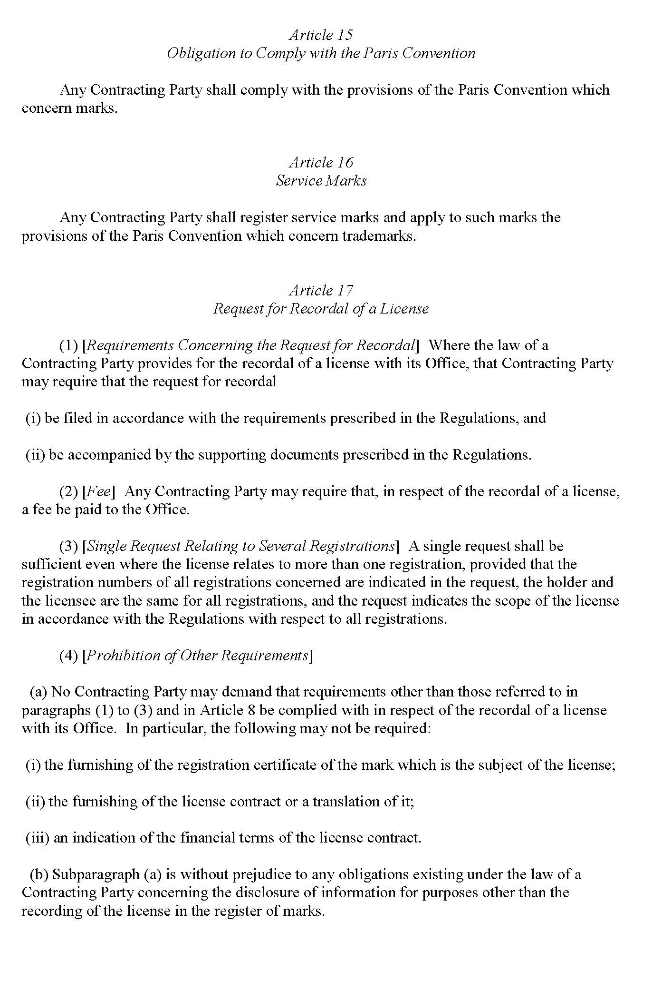 Article 15
Obligation to Comply with the Paris Convention
Any Contracting Party shall comply with the provisions of the Paris Convention which
concern marks.
Article 16
Service Marks
Any Contracting Party shall register service marks and apply to such marks the
provisions of the Paris Convention which concern trademarks.
Article 17
Request for Recordal of a License
(1) [Requirements Concerning the Request for Recordal]  Where the law of a
Contracting Party provides for the recordal of a license with its Office, that Contracting Party
may require that the request for recordal
(i) be filed in accordance with the requirements prescribed in the Regulations, and
(ii) be accompanied by the supporting documents prescribed in the Regulations.
(2) [Fee]  Any Contracting Party may require that, in respect of the recordal of a license,
a fee be paid to the Office.
(3) [Single Request Relating to Several Registrations]  A single request shall be
sufficient even where the license relates to more than one registration, provided that the
registration numbers of all registrations concerned are indicated in the request, the holder and
the licensee are the same for all registrations, and the request indicates the scope of the license
in accordance with the Regulations with respect to all registrations.
(4) [Prohibition of Other Requirements]
(a) No Contracting Party may demand that requirements other than those referred to in
paragraphs (1) to (3) and in Article 8 be complied with in respect of the recordal of a license
with its Office.  In particular, the following may not be required:
(i) the furnishing of the registration certificate of the mark which is the subject of the license;
(ii) the furnishing of the license contract or a translation of it;
(iii) an indication of the financial terms of the license contract.
(b) Subparagraph (a) is without prejudice to any obligations existing under the law of a
Contracting Party concerning the disclosure of information for purposes other than the
recording of the license in the register of marks.